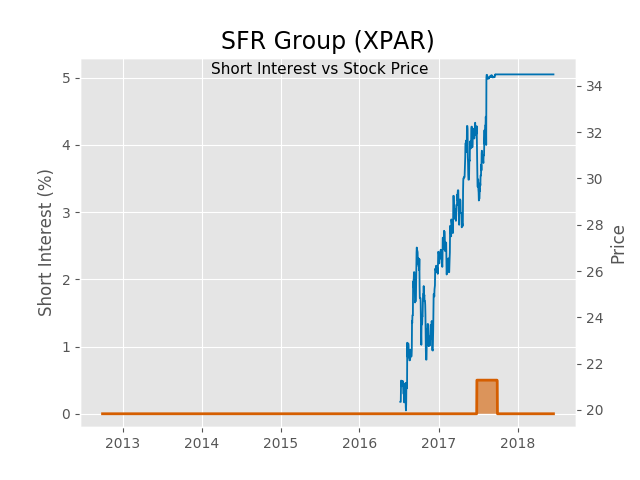 SFR Group (XPAR)
Short Interest vs Stock Price
Short Interest (%)
5
4
3
2
1
0
34
32
30
28
26
24
22
20
Price
2013 2014 2015 2016 2017 2018